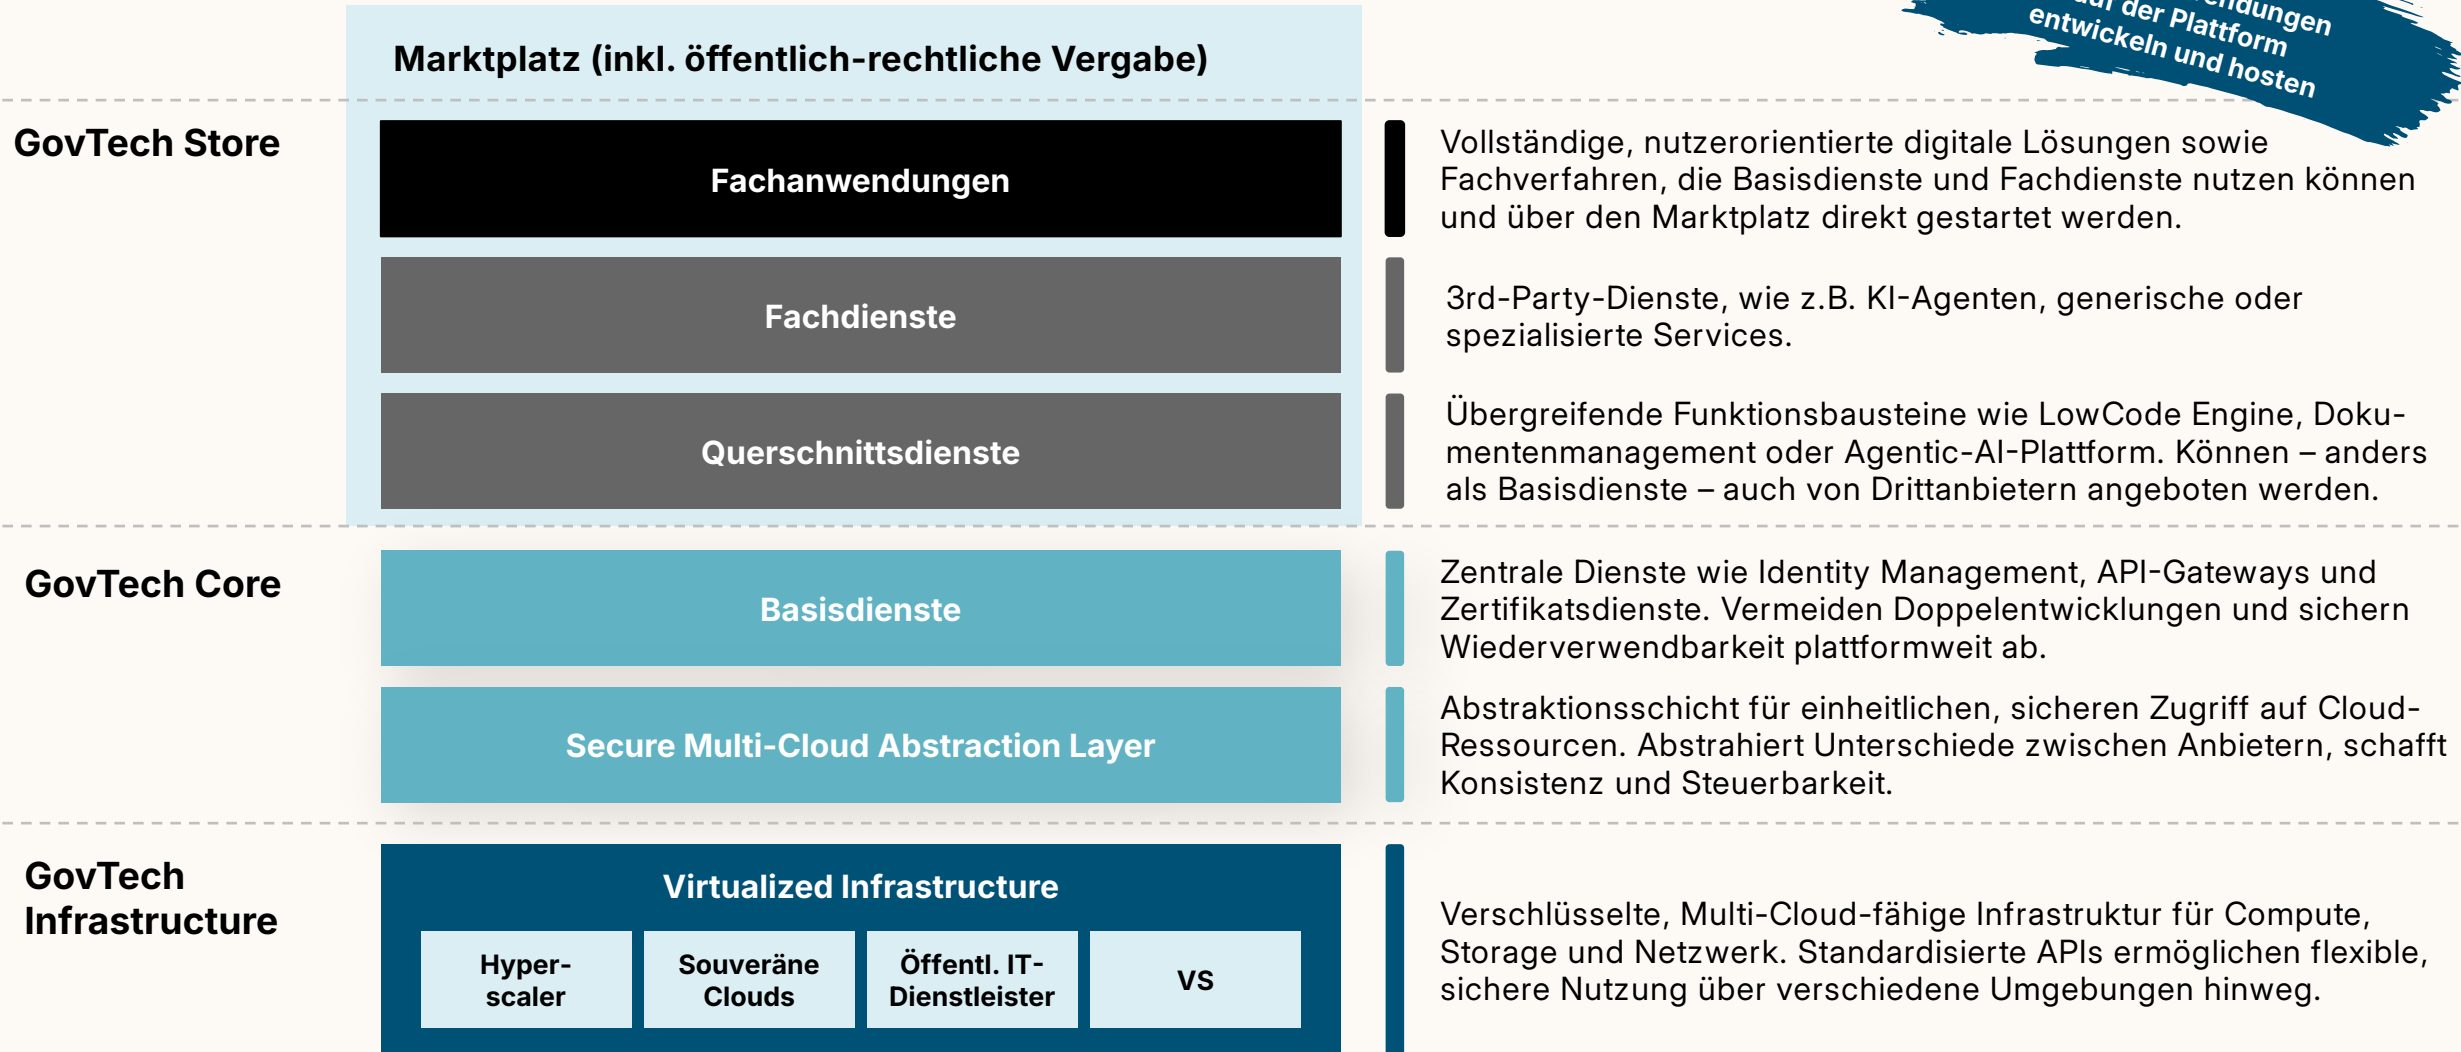 auf der Plattform
entwickeln und hosten
Marktplatz (inkl. öffentlich-rechtliche Vergabe)
GovTech Store
Fachanwendungen
Vollständige, nutzerorientierte digitale Lösungen sowie
Fachverfahren, die Basisdienste und Fachdienste nutzen können
und über den Marktplatz direkt gestartet werden.
Fachdienste
3rd-Party-Dienste, wie z.B. KI-Agenten, generische oder
spezialisierte Services.
Querschnittsdienste
Übergreifende Funktionsbausteine wie LowCode Engine, Doku-
mentenmanagement oder Agentic-AI-Plattform. Können – anders
als Basisdienste – auch von Drittanbietern angeboten werden.
GovTech Core
Basisdienste
Zentrale Dienste wie Identity Management, API-Gateways und
Zertifikatsdienste. Vermeiden Doppelentwicklungen und sichern
Wiederverwendbarkeit plattformweit ab.
Secure Multi-Cloud Abstraction Layer
Abstraktionsschicht für einheitlichen, sicheren Zugriff auf Cloud-
Ressourcen. Abstrahiert Unterschiede zwischen Anbietern, schafft
Konsistenz und Steuerbarkeit.
GovTech
Infrastructure
Virtualized Infrastructure
Hyper-
scaler
Souveräne
Clouds
Öffentl. IT-
Dienstleister
VS
Verschlüsselte, Multi-Cloud-fähige Infrastruktur für Compute,
Storage und Netzwerk. Standardisierte APIs ermöglichen flexible,
sichere Nutzung über verschiedene Umgebungen hinweg.